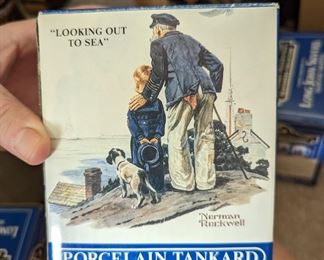 "LOOKING OUT
TO SEA"
Norman
Rockwell
PORCELAIN TANKARD